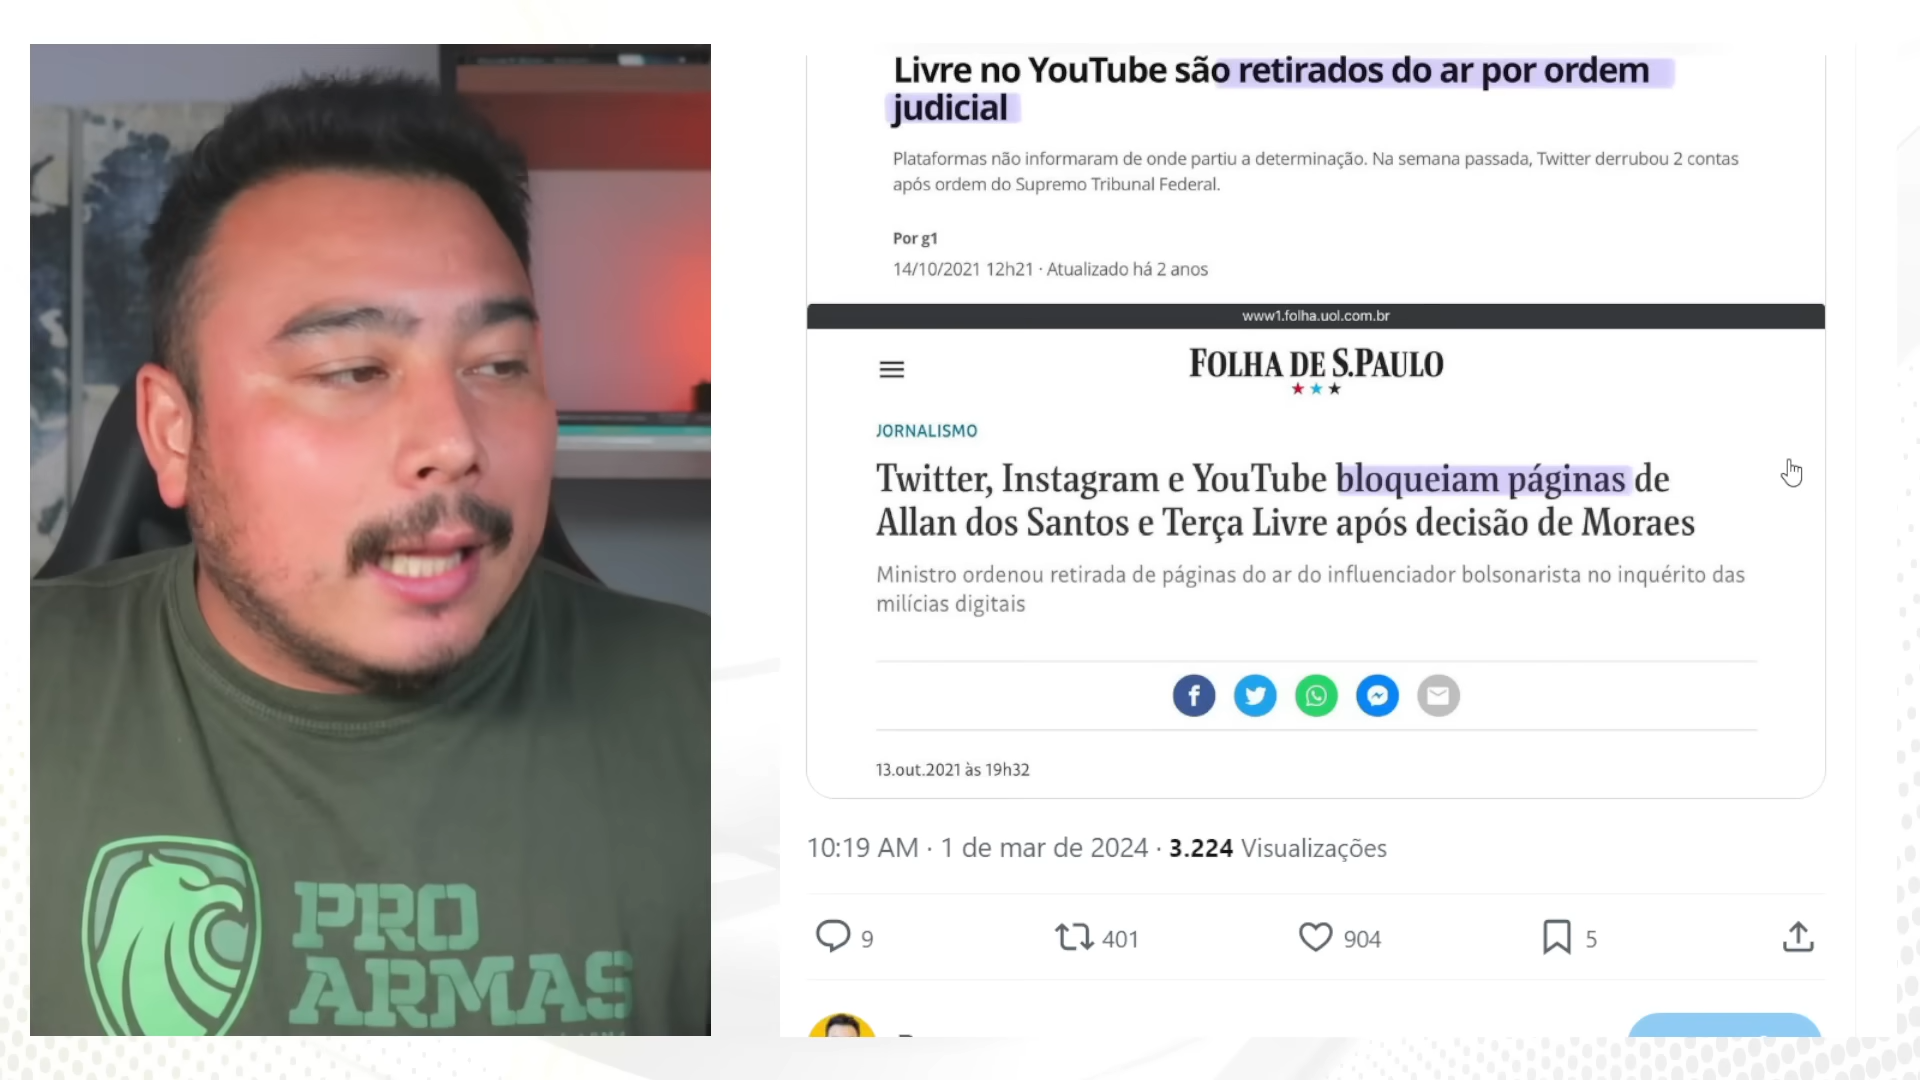 Livre no YouTube são retirados do ar por ordem
judicial
Plataformas não informaram de onde partiu a determinação. Na semana passada, Twitter derrubou 2 contas
após ordem do Supremo Tribunal Federal.
Por g1
14/10/2021 12h21 · Atualizado há 2 anos
www1.folha.uol.com.br
FOLHA DE S.PAULO
JORNALISMO
Twitter, Instagram e YouTube bloqueiam páginas de
Allan dos Santos e Terça Livre após decisão de Moraes
Ministro ordenou retirada de páginas do ar do influenciador bolsonarista no inquérito das
milícias digitais
13.out.2021 às 19h32
10:19 AM · 1 de mar de 2024 · 3.224 Visualizações
9 401 904 5
PRO
ARMAS